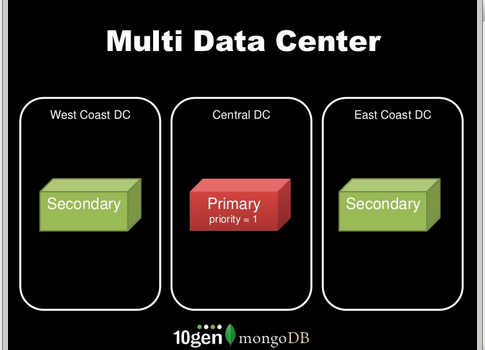 Multi Data Center
West Coast DC
Central DC
East Coast DC
Secondary
Primary
priority = 1
Secondary
10gen mongoDB